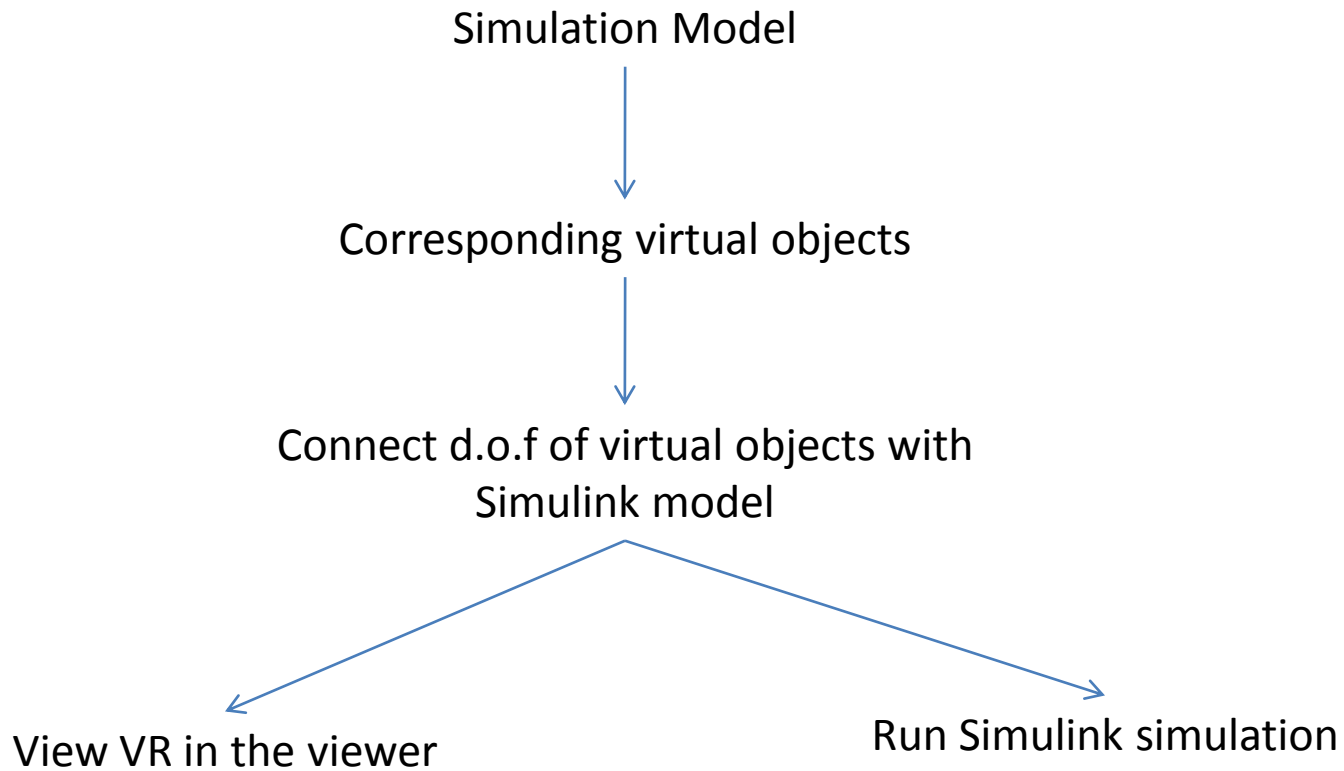 Simulation Model
Corresponding virtual objects
Connect d.o.f of virtual objects with
Simulink model
View VR in the viewer
Run Simulink simulation